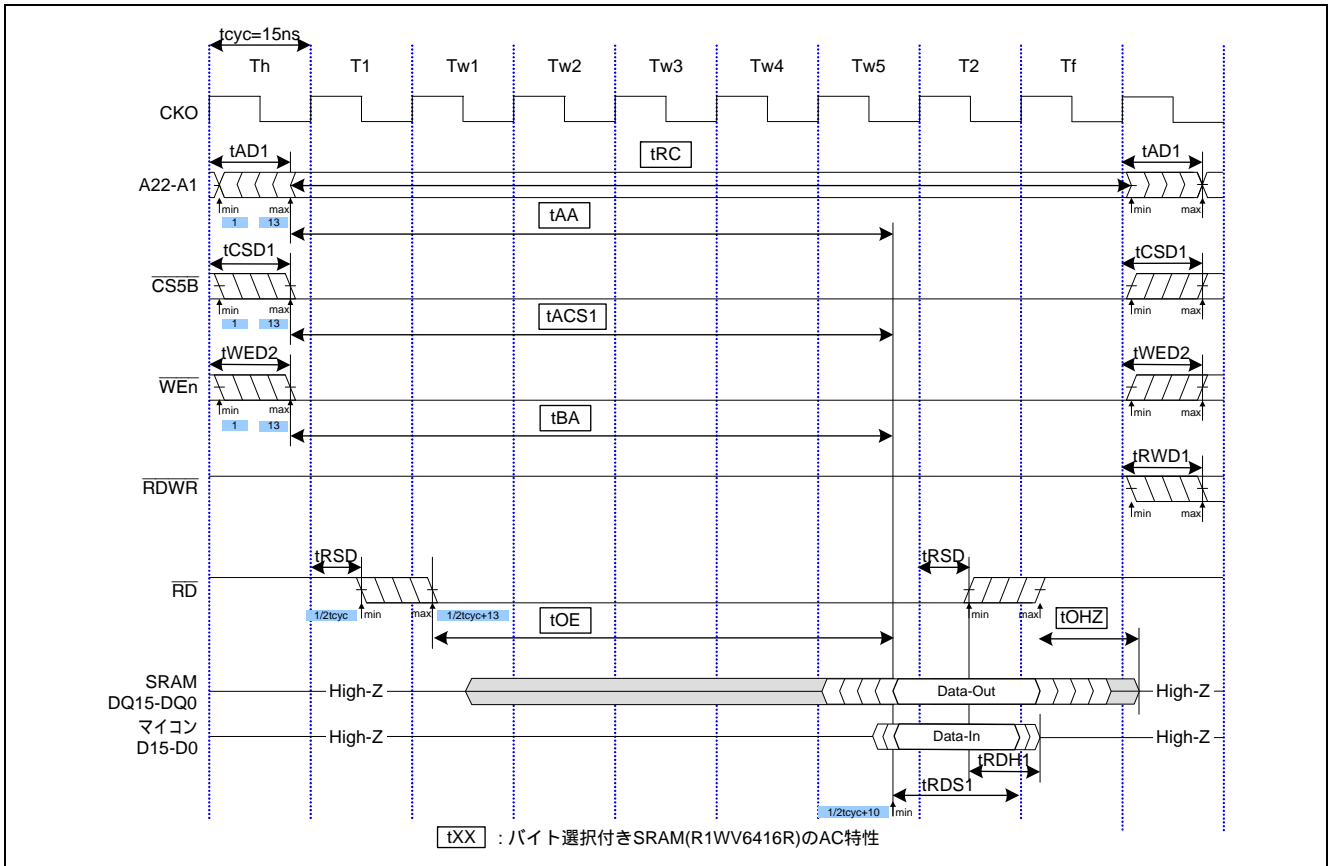 tcyc=15ns
Th T1 Tw1 Tw2 Tw3 Tw4 Tw5 T2 Tf
CKO
tAD1 tRC tAD1
A22-A1
min max min max
1 13
tAA
tCSD1 tCSD1
CS5B
min max min max
1 13
tACS1
tWED2 tWED2
WEn
min max min max
1 13
tBA
tRWD1
RDWR
min max
tRSD tRSD
RD
1/2tcyc min max 1/2tcyc+13 min max
tOE tOHZ
SRAM
DQ15-DQ0 High-Z Data-Out High-Z
マイコン
D15-D0 High-Z Data-In High-Z
tRDH1
tRDS1
1/2tcyc+10 min
tXX : バイト選択付きSRAM(R1WV6416R)のAC特性